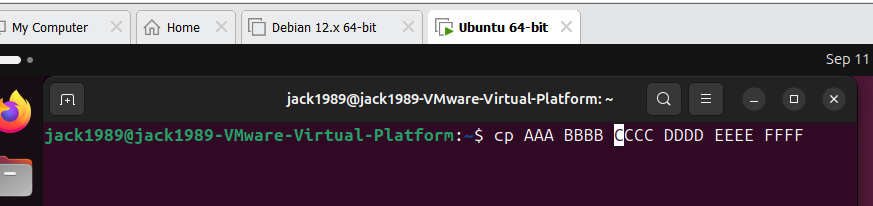 My Computer Home Debian 12.x 64-bit Ubuntu 64-bit
Sep 11
jack1989@jack1989-VMware-Virtual-Platform: ~
jack1989@jack1989-VMware-Virtual-Platform:~$ cp AAA BBBB CCCC DDDD EEEE FFFF